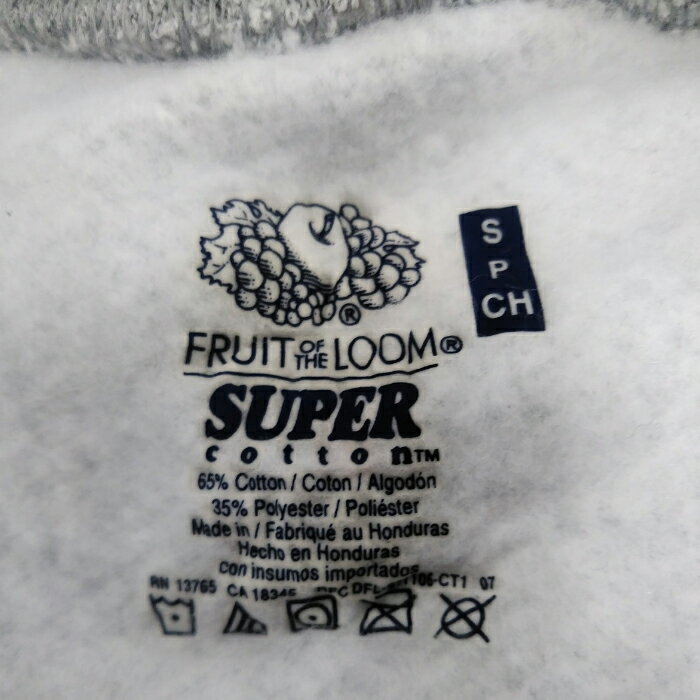 S
P
CH
®
FRUIT OF THE LOOM®
SUPER
cotton™
65% Cotton / Coton / Algodón
35% Polyester / Poliéster
Made in / Fabriqué au Honduras
Hecho en Honduras
con insumos importados
RN 13765 CA 18345 07